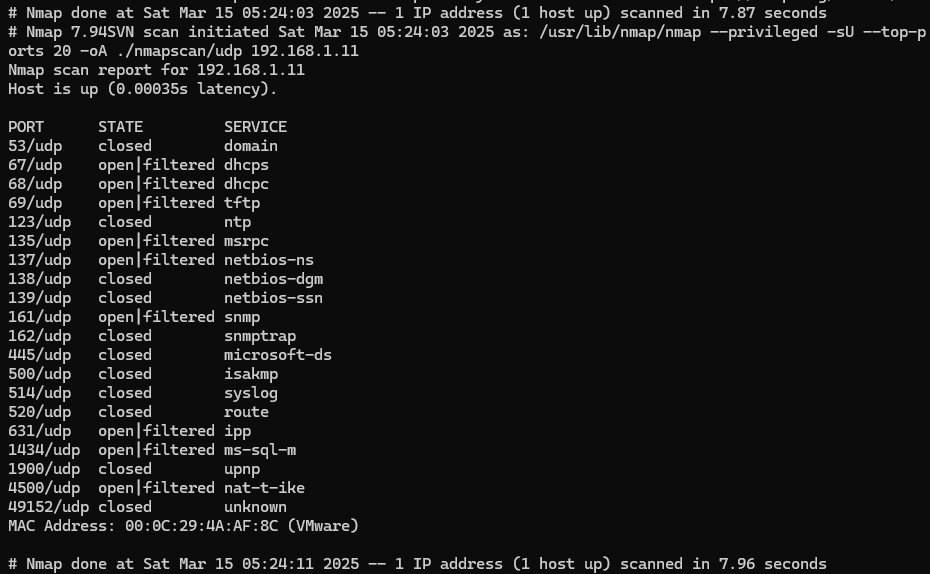 # Nmap done at Sat Mar 15 05:24:03 2025 -- 1 IP address (1 host up) scanned in 7.87 seconds
# Nmap 7.94SVN scan initiated Sat Mar 15 05:24:03 2025 as: /usr/lib/nmap/nmap --privileged -sU --top-p
orts 20 -oA ./nmapscan/udp 192.168.1.11
Nmap scan report for 192.168.1.11
Host is up (0.00035s latency).
PORT      STATE         SERVICE
53/udp    closed        domain
67/udp    open|filtered dhcps
68/udp    open|filtered dhcpc
69/udp    open|filtered tftp
123/udp   closed        ntp
135/udp   open|filtered msrpc
137/udp   open|filtered netbios-ns
138/udp   closed        netbios-dgm
139/udp   closed        netbios-ssn
161/udp   open|filtered snmp
162/udp   closed        snmptrap
445/udp   closed        microsoft-ds
500/udp   closed        isakmp
514/udp   closed        syslog
520/udp   closed        route
631/udp   open|filtered ipp
1434/udp  open|filtered ms-sql-m
1900/udp  closed        upnp
4500/udp  open|filtered nat-t-ike
49152/udp closed        unknown
MAC Address: 00:0C:29:4A:AF:8C (VMware)
# Nmap done at Sat Mar 15 05:24:11 2025 -- 1 IP address (1 host up) scanned in 7.96 seconds